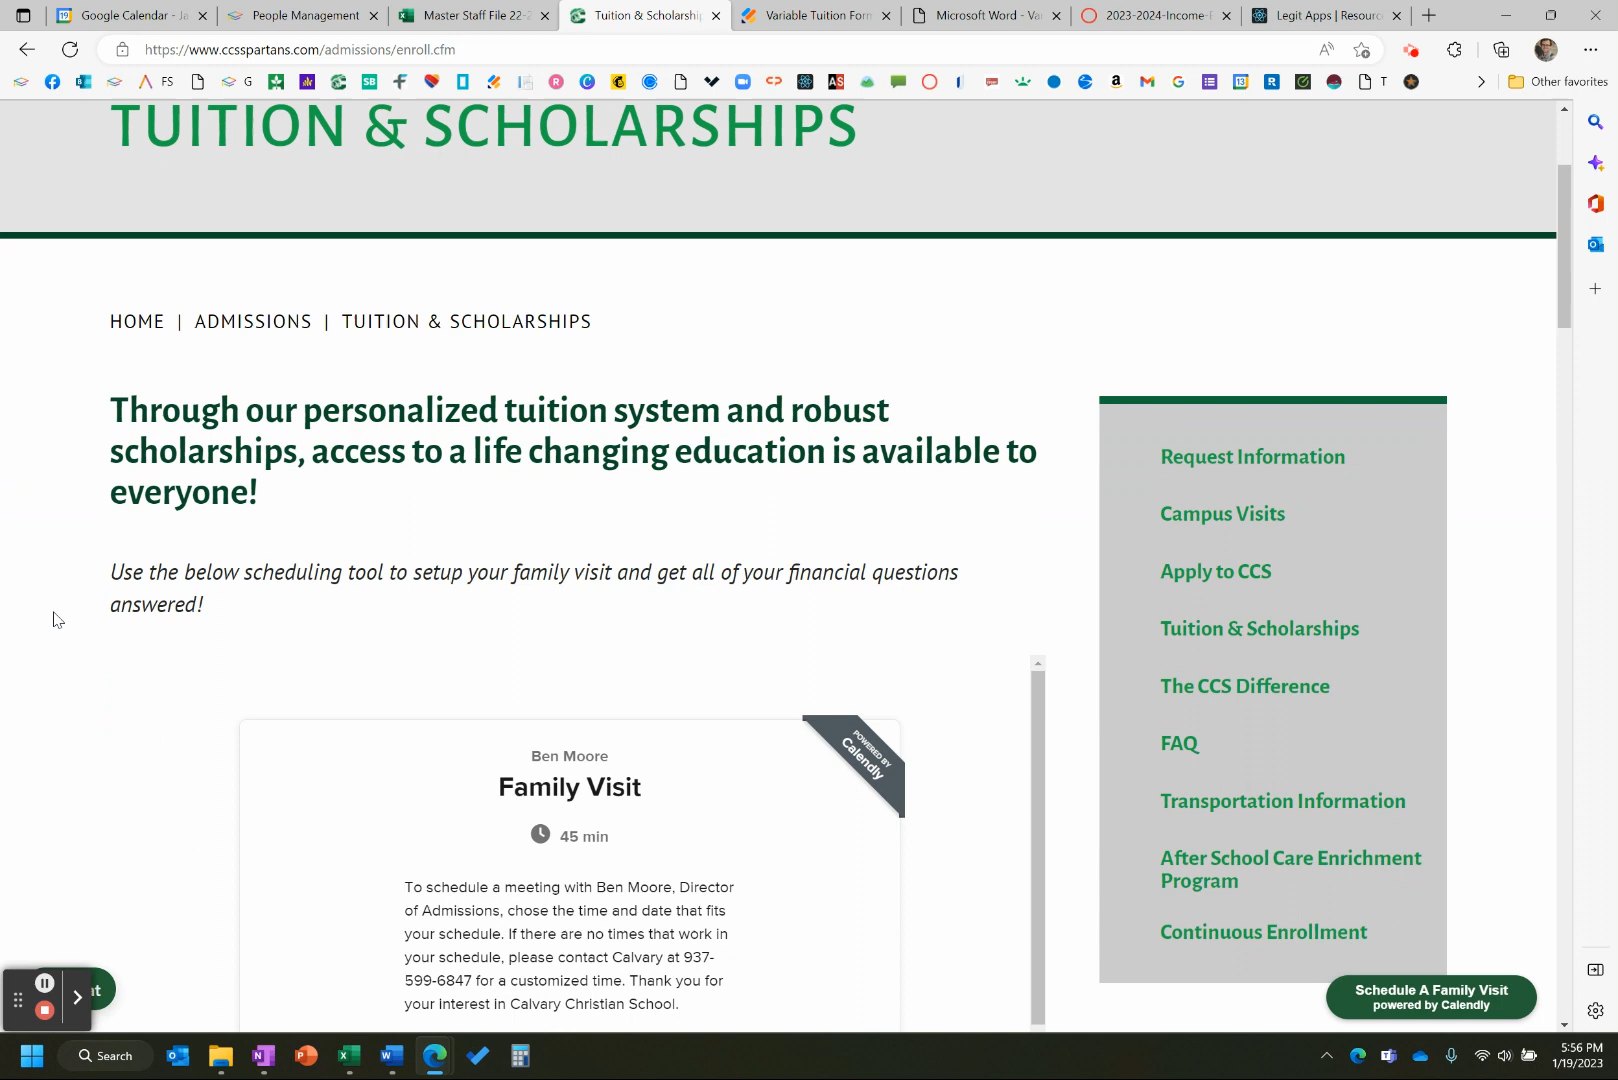 Google Calendar - Ja
People Management
Master Staff File 22-2
Tuition & Scholarship
Variable Tuition Form
Microsoft Word - Va
2023-2024-Income-
Legit Apps | Resourc
https://www.ccsspartans.com/admissions/enroll.cfm
FS
G
T
Other favorites
TUITION & SCHOLARSHIPS
HOME | ADMISSIONS | TUITION & SCHOLARSHIPS
Through our personalized tuition system and robust
scholarships, access to a life changing education is available to
everyone!
Use the below scheduling tool to setup your family visit and get all of your financial questions
answered!
Ben Moore
Family Visit
45 min
POWERED BY
Calendly
To schedule a meeting with Ben Moore, Director
of Admissions, chose the time and date that fits
your schedule. If there are no times that work in
your schedule, please contact Calvary at 937-
599-6847 for a customized time. Thank you for
your interest in Calvary Christian School.
Request Information
Campus Visits
Apply to CCS
Tuition & Scholarships
The CCS Difference
FAQ
Transportation Information
After School Care Enrichment
Program
Continuous Enrollment
Schedule A Family Visit
powered by Calendly
Search
5:56 PM
1/19/2023